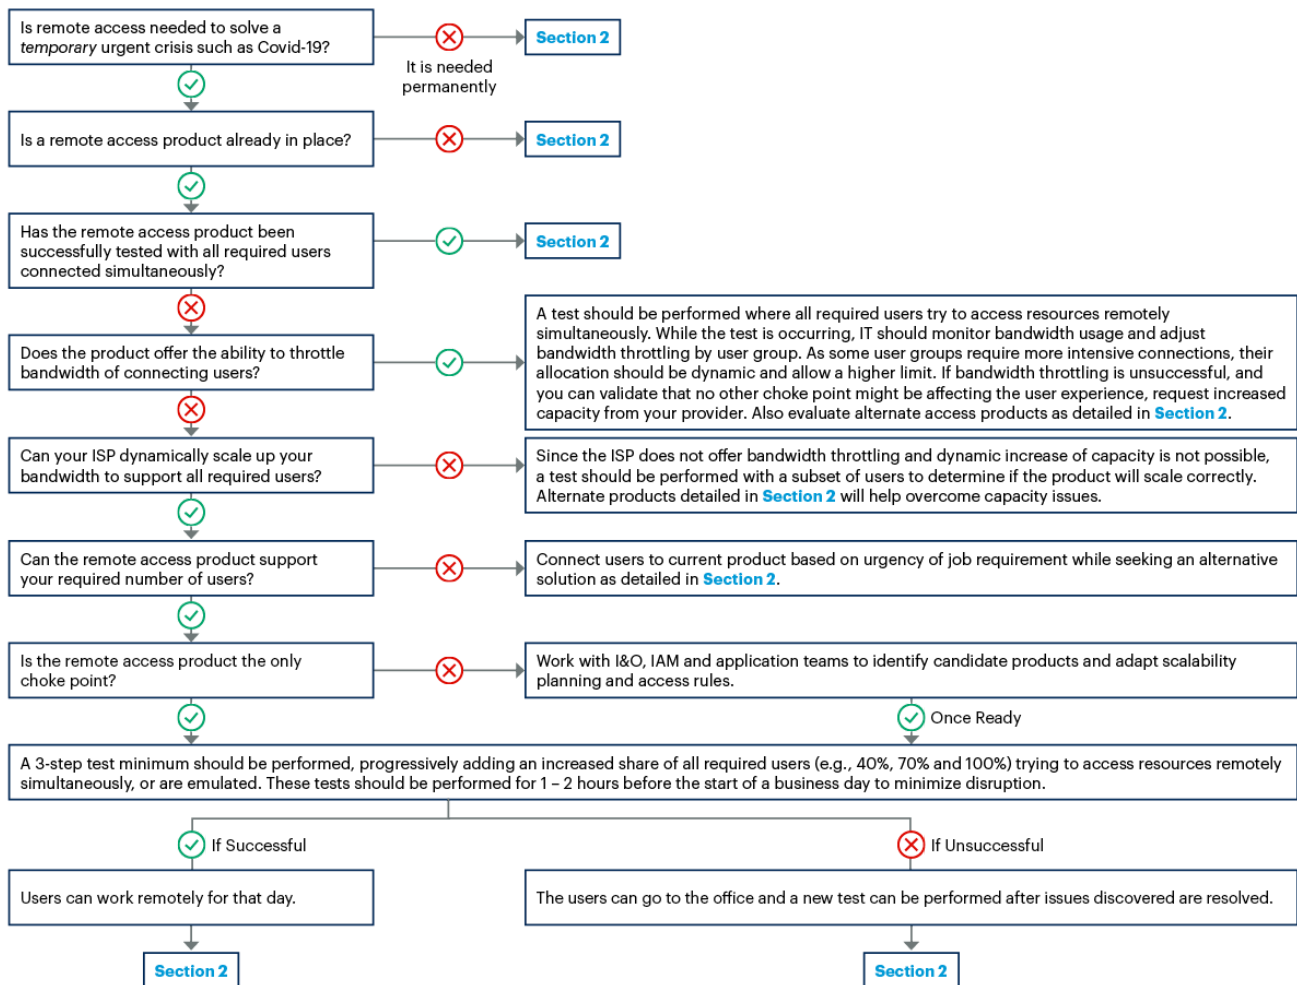 Is remote access needed to solve a
temporary urgent crisis such as Covid-19?
Section 2
It is needed
permanently
Is a remote access product already in place?
Section 2
Has the remote access product been
successfully tested with all required users
connected simultaneously?
Section 2
Does the product offer the ability to throttle
bandwidth of connecting users?
A test should be performed where all required users try to access resources remotely
simultaneously. While the test is occurring, IT should monitor bandwidth usage and adjust
bandwidth throttling by user group. As some user groups require more intensive connections, their
allocation should be dynamic and allow a higher limit. If bandwidth throttling is unsuccessful, and
you can validate that no other choke point might be affecting the user experience, request increased
capacity from your provider. Also evaluate alternate access products as detailed in Section 2.
Can your ISP dynamically scale up your
bandwidth to support all required users?
Since the ISP does not offer bandwidth throttling and dynamic increase of capacity is not possible,
a test should be performed with a subset of users to determine if the product will scale correctly.
Alternate products detailed in Section 2 will help overcome capacity issues.
Can the remote access product support
your required number of users?
Connect users to current product based on urgency of job requirement while seeking an alternative
solution as detailed in Section 2.
Is the remote access product the only
choke point?
Work with I&O, IAM and application teams to identify candidate products and adapt scalability
planning and access rules.
Once Ready
A 3-step test minimum should be performed, progressively adding an increased share of all required users (e.g., 40%, 70% and 100%) trying to access resources remotely
simultaneously, or are emulated. These tests should be performed for 1 – 2 hours before the start of a business day to minimize disruption.
If Successful
If Unsuccessful
Users can work remotely for that day.
The users can go to the office and a new test can be performed after issues discovered are resolved.
Section 2
Section 2